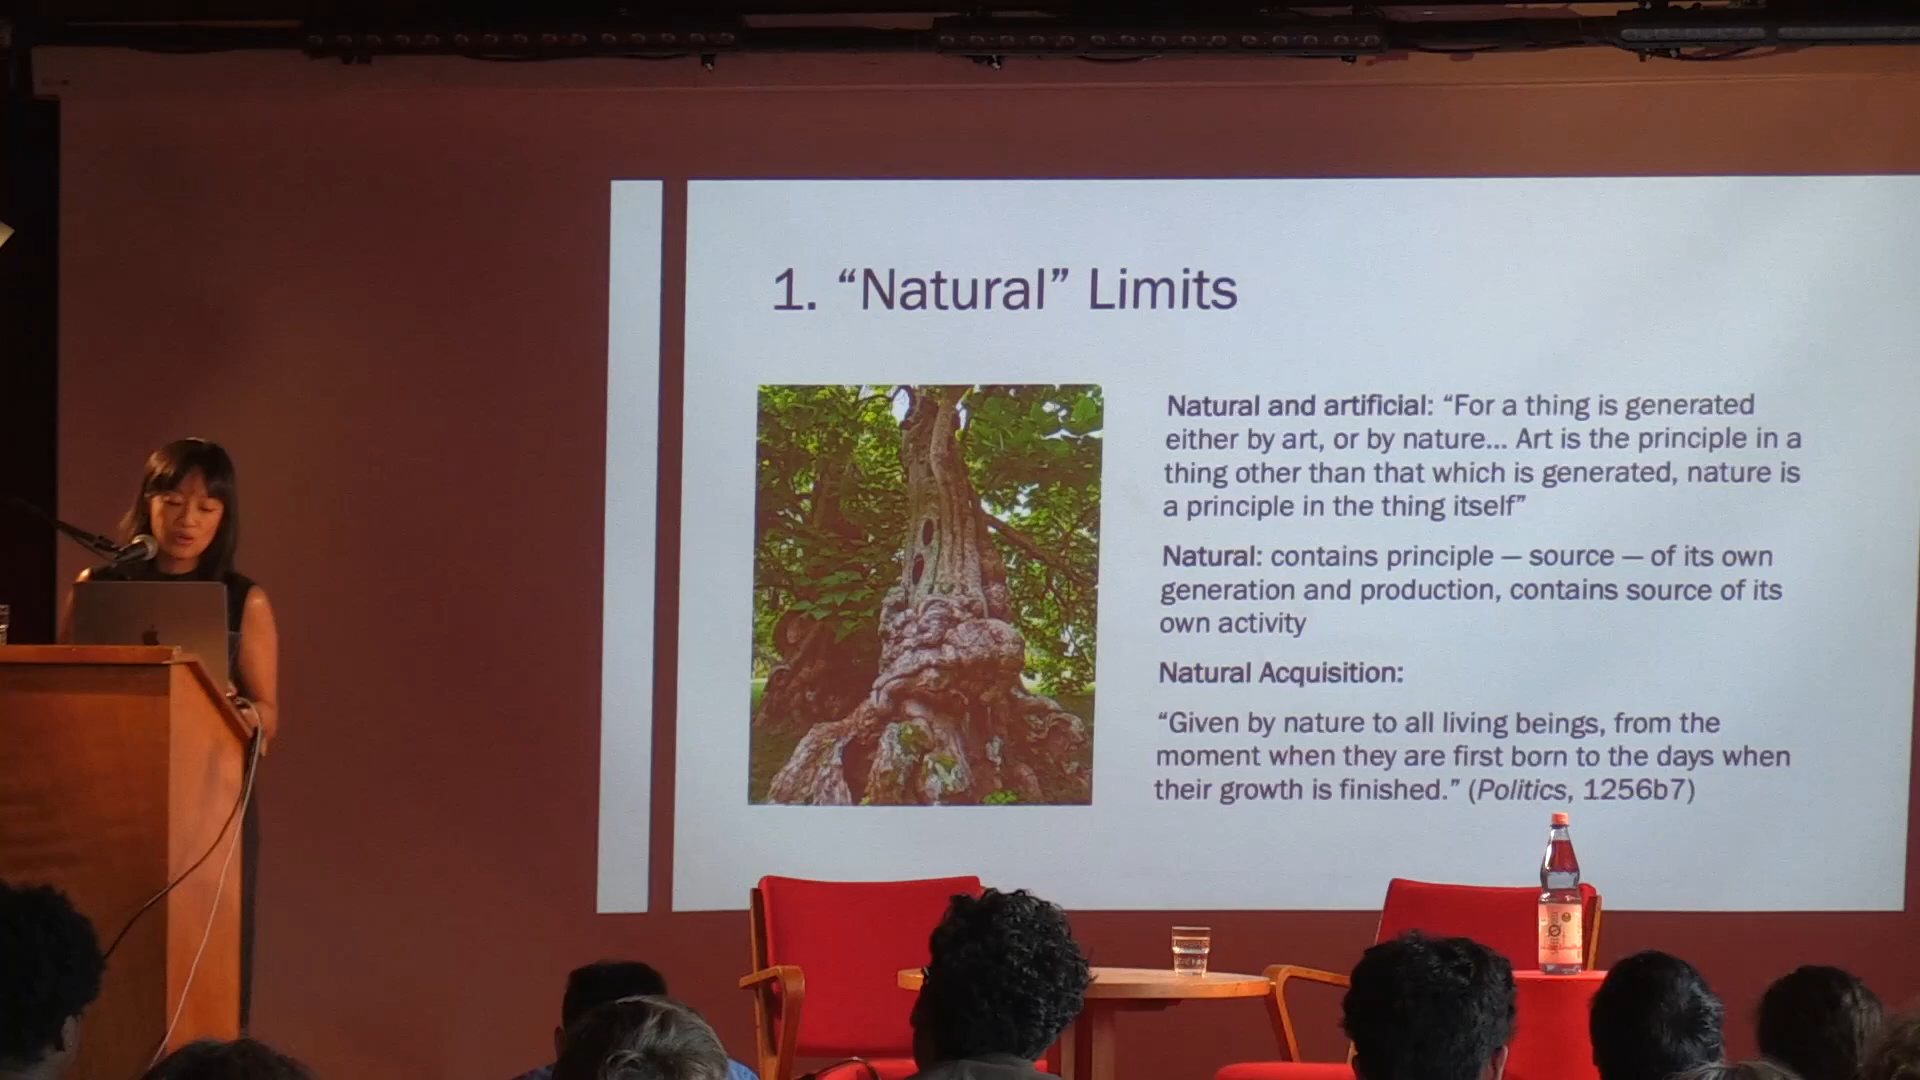 1. “Natural” Limits
Natural and artificial: “For a thing is generated
either by art, or by nature... Art is the principle in a
thing other than that which is generated, nature is
a principle in the thing itself”
Natural: contains principle — source — of its own
generation and production, contains source of its
own activity
Natural Acquisition:
“Given by nature to all living beings, from the
moment when they are first born to the days when
their growth is finished.” (Politics, 1256b7)